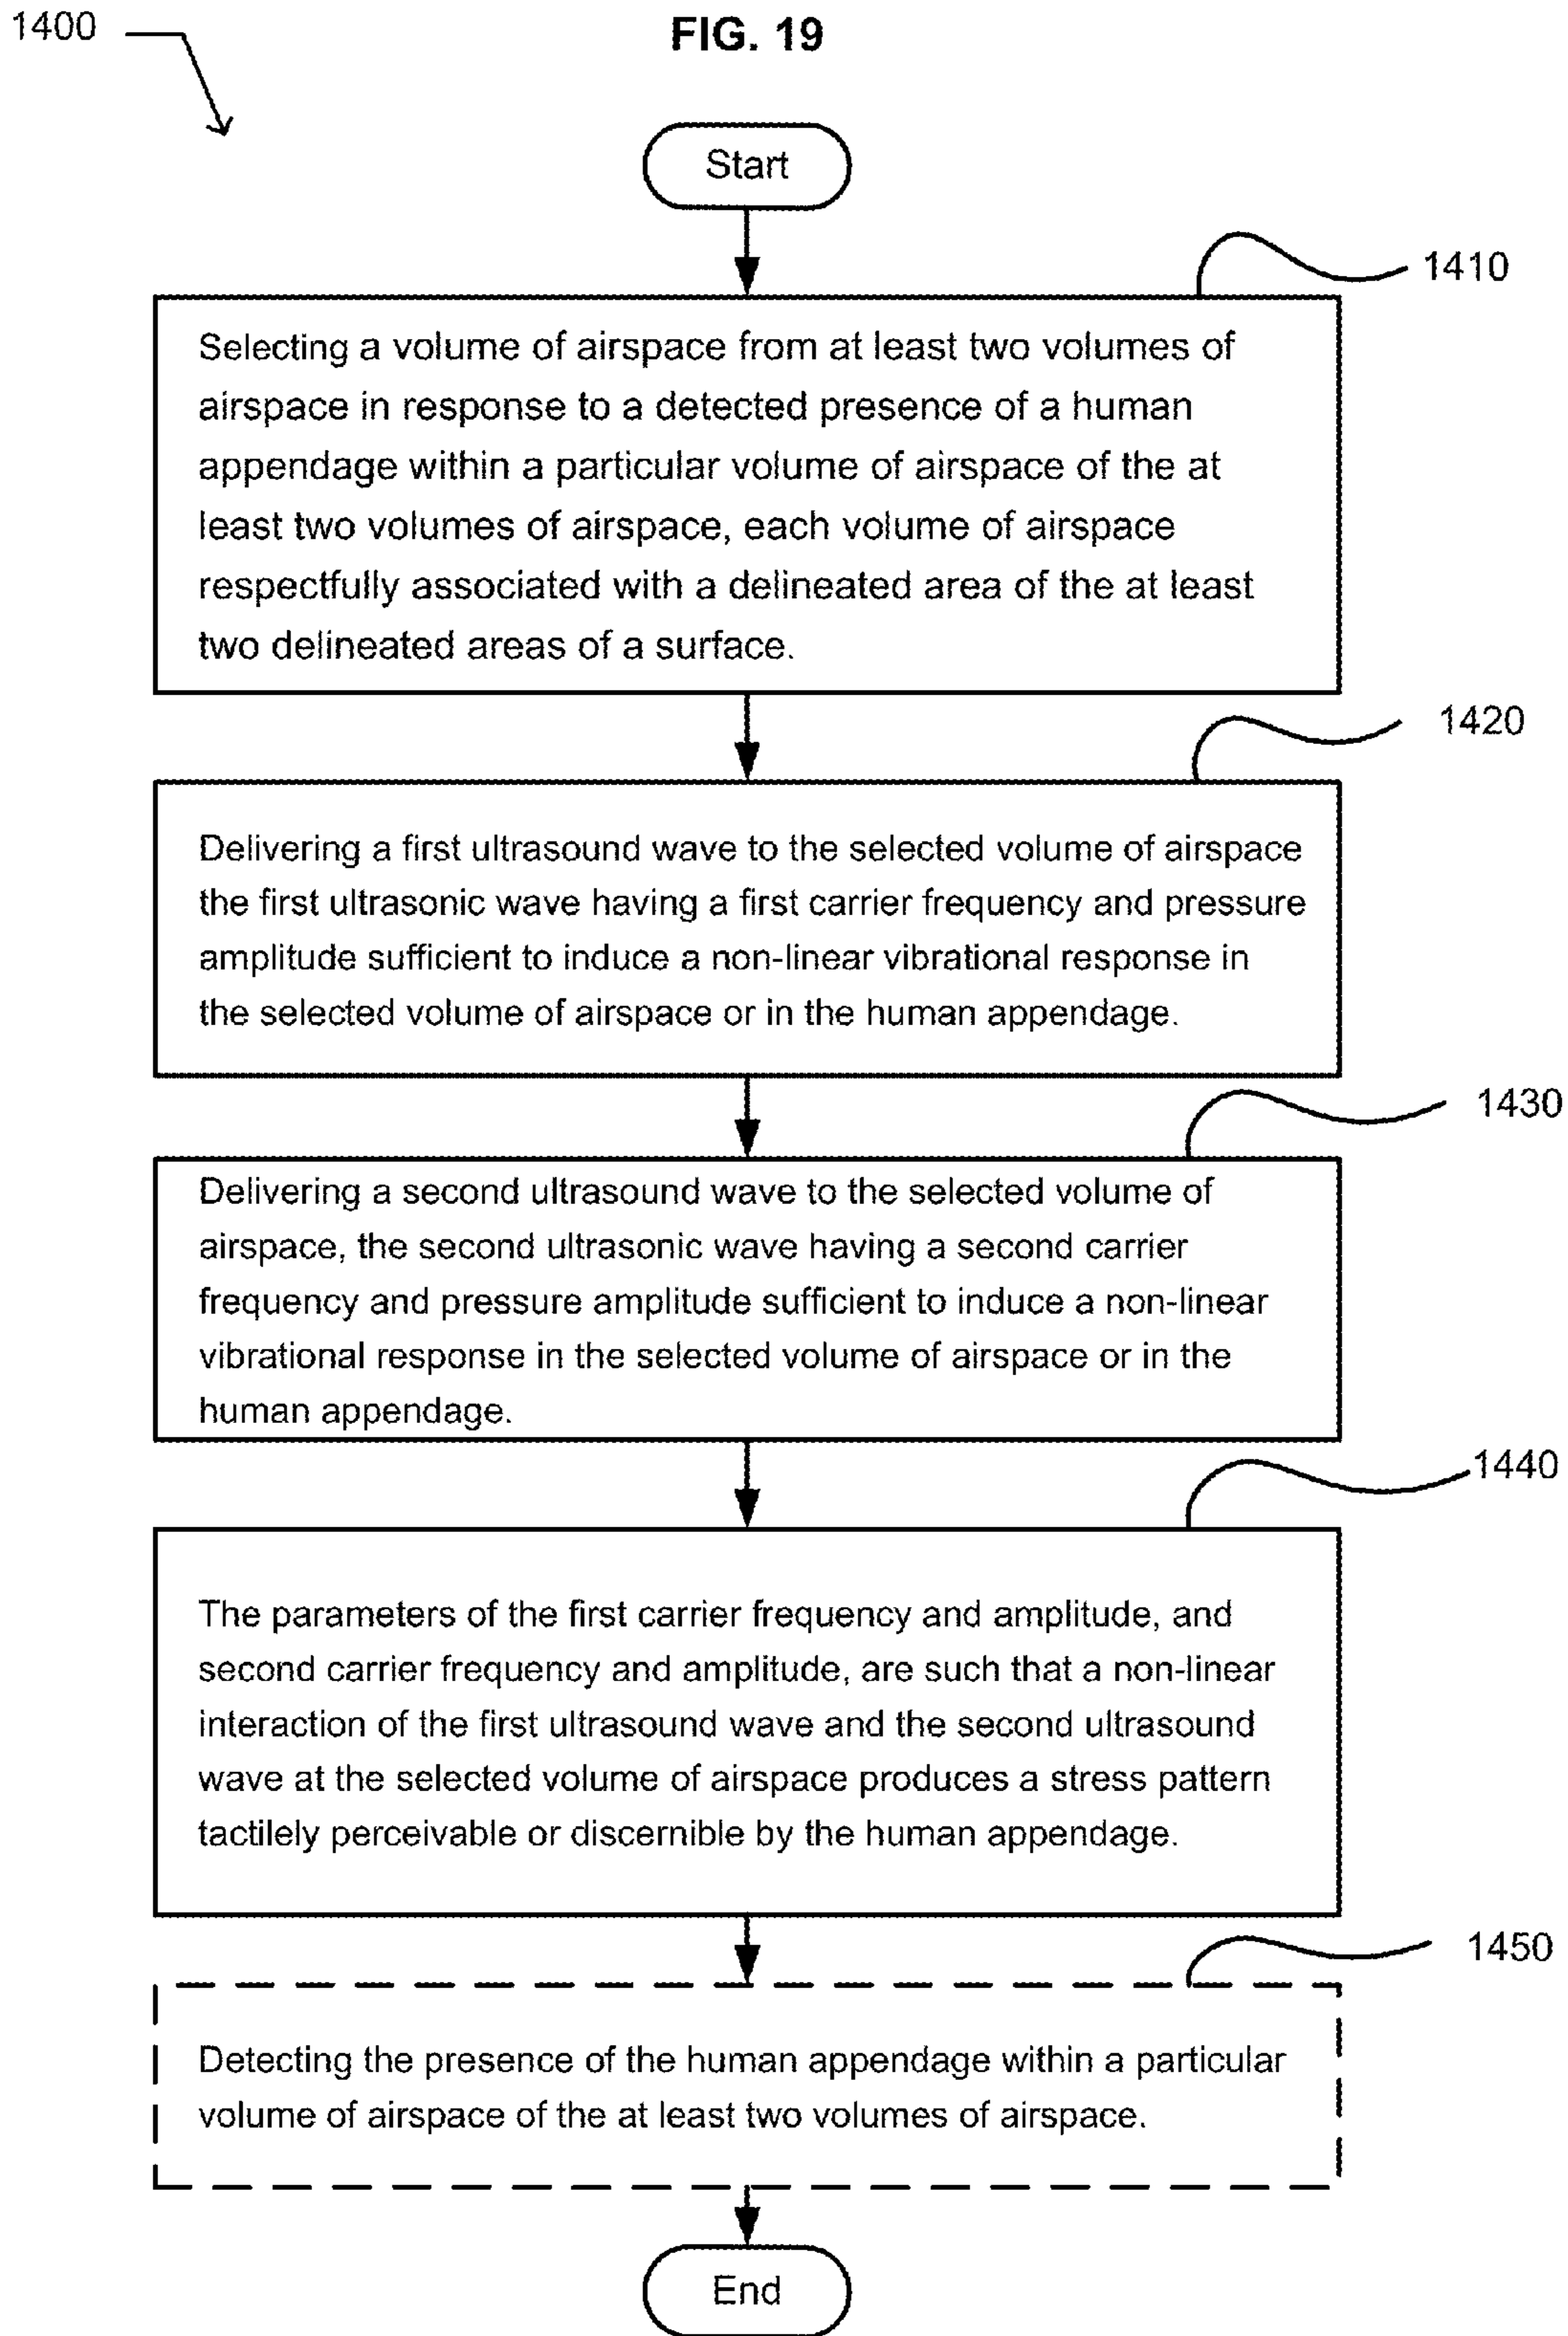 1400
FIG. 19
Start
1410
Selecting a volume of airspace from at least two volumes of
airspace in response to a detected presence of a human
appendage within a particular volume of airspace of the at
least two volumes of airspace, each volume of airspace
respectfully associated with a delineated area of the at least
two delineated areas of a surface.
1420
Delivering a first ultrasound wave to the selected volume of airspace
the first ultrasonic wave having a first carrier frequency and pressure
amplitude sufficient to induce a non-linear vibrational response in
the selected volume of airspace or in the human appendage.
1430
Delivering a second ultrasound wave to the selected volume of
airspace, the second ultrasonic wave having a second carrier
frequency and pressure amplitude sufficient to induce a non-linear
vibrational response in the selected volume of airspace or in the
human appendage.
1440
The parameters of the first carrier frequency and amplitude, and
second carrier frequency and amplitude, are such that a non-linear
interaction of the first ultrasound wave and the second ultrasound
wave at the selected volume of airspace produces a stress pattern
tactilely perceivable or discernible by the human appendage.
1450
Detecting the presence of the human appendage within a particular
volume of airspace of the at least two volumes of airspace.
End